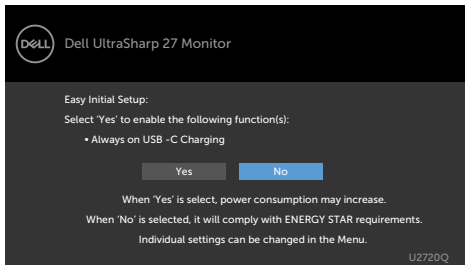 DELL
Dell UltraSharp 27 Monitor
Easy Initial Setup:
Select 'Yes' to enable the following function(s):
• Always on USB -C Charging
Yes
No
When 'Yes' is select, power consumption may increase.
When 'No' is selected, it will comply with ENERGY STAR requirements.
Individual settings can be changed in the Menu.
U2720Q